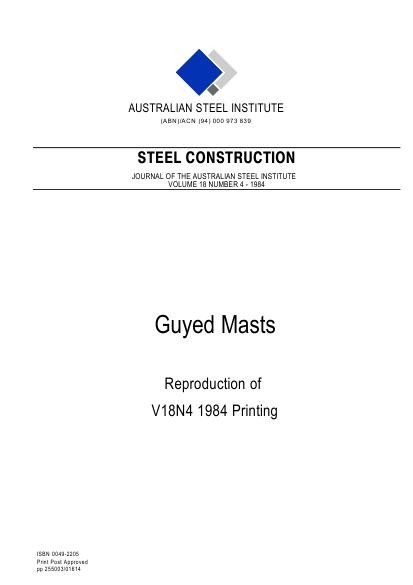 AUSTRALIAN STEEL INSTITUTE
(ABN)/ACN (94) 000 973 839
STEEL CONSTRUCTION
JOURNAL OF THE AUSTRALIAN STEEL INSTITUTE
VOLUME 18 NUMBER 4 - 1984
Guyed Masts
Reproduction of
V18N4 1984 Printing
ISBN 0049-2205
Print Post Approved
pp 255003/01614